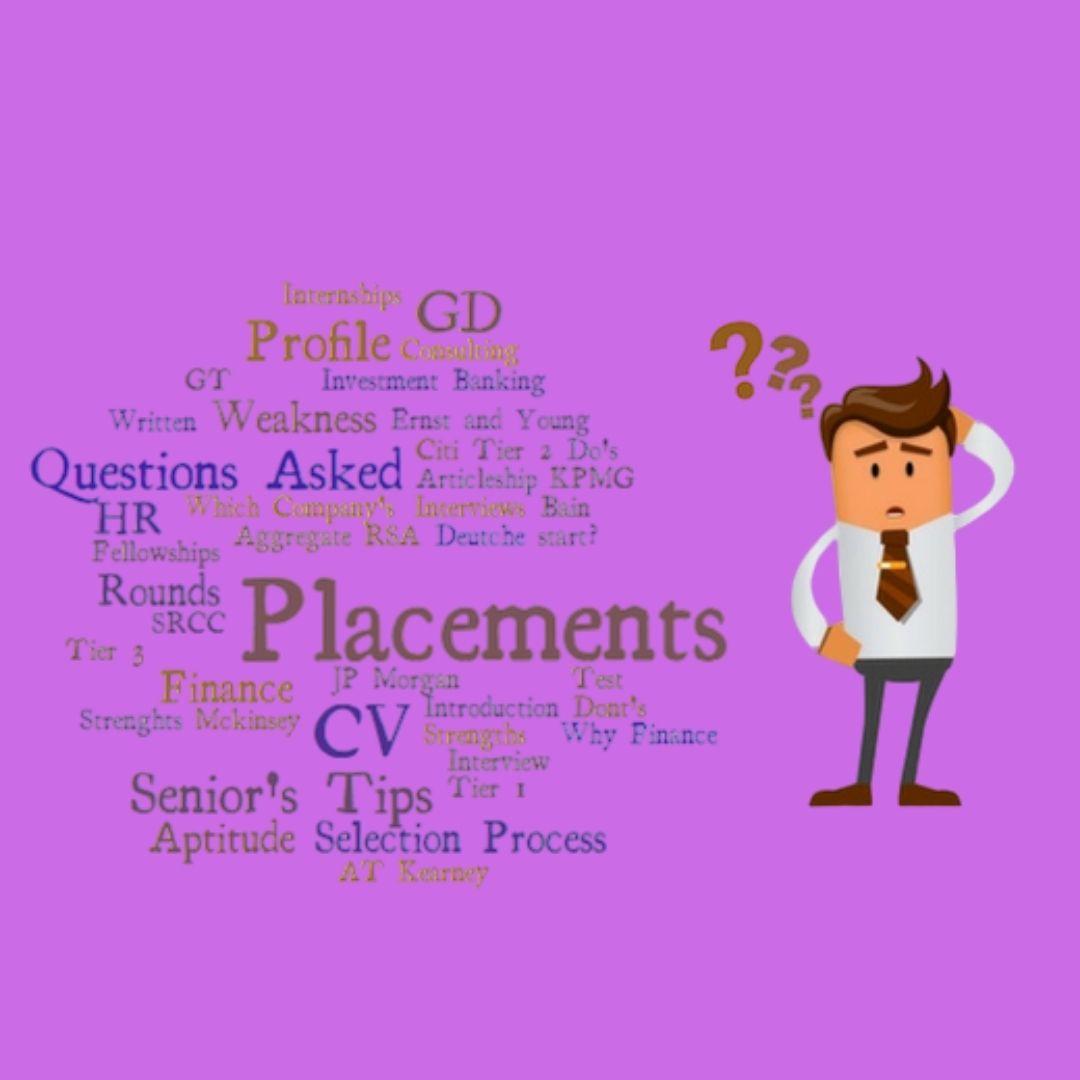 Internships GD
Profile Consulting
GT Investment Banking
Written Weakness Ernst and Young
Questions Asked Citi Tier 2 Do's
Articleship KPMG
HR Which Company's Interviews Bain
Fellowships Aggregate RSA Deutche start?
Rounds
Placements
SRCC
Tier 3
Finance JP Morgan Test
Strenghts Mckinsey CV Introduction Dont's
Strengths Why Finance
Interview
Senior's Tips Tier 1
Aptitude Selection Process
AT Kearney
? ? ?